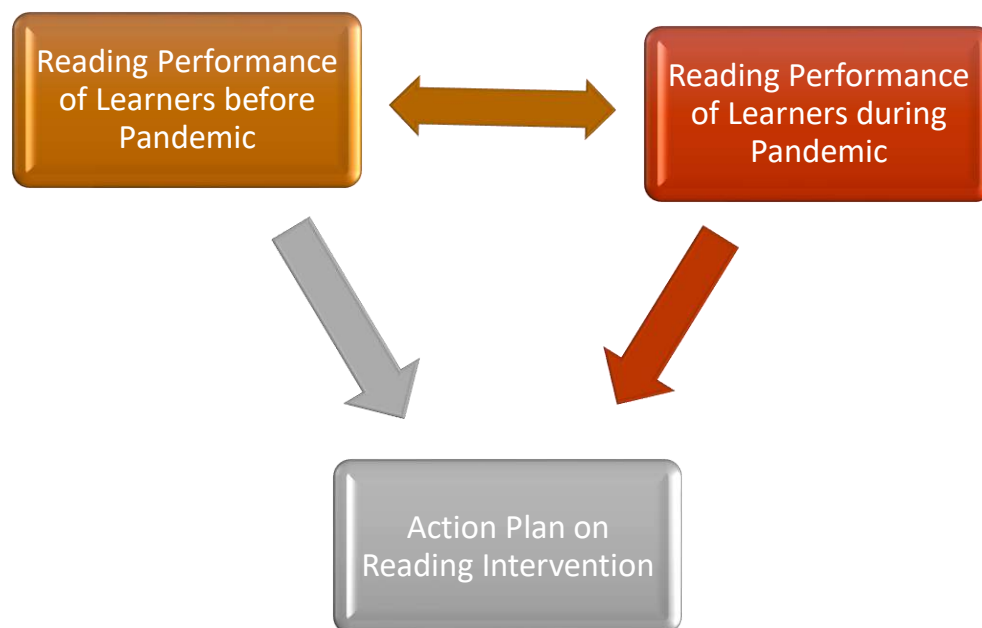 Reading Performance
of Learners before
Pandemic
Reading Performance
of Learners during
Pandemic
Action Plan on
Reading Intervention